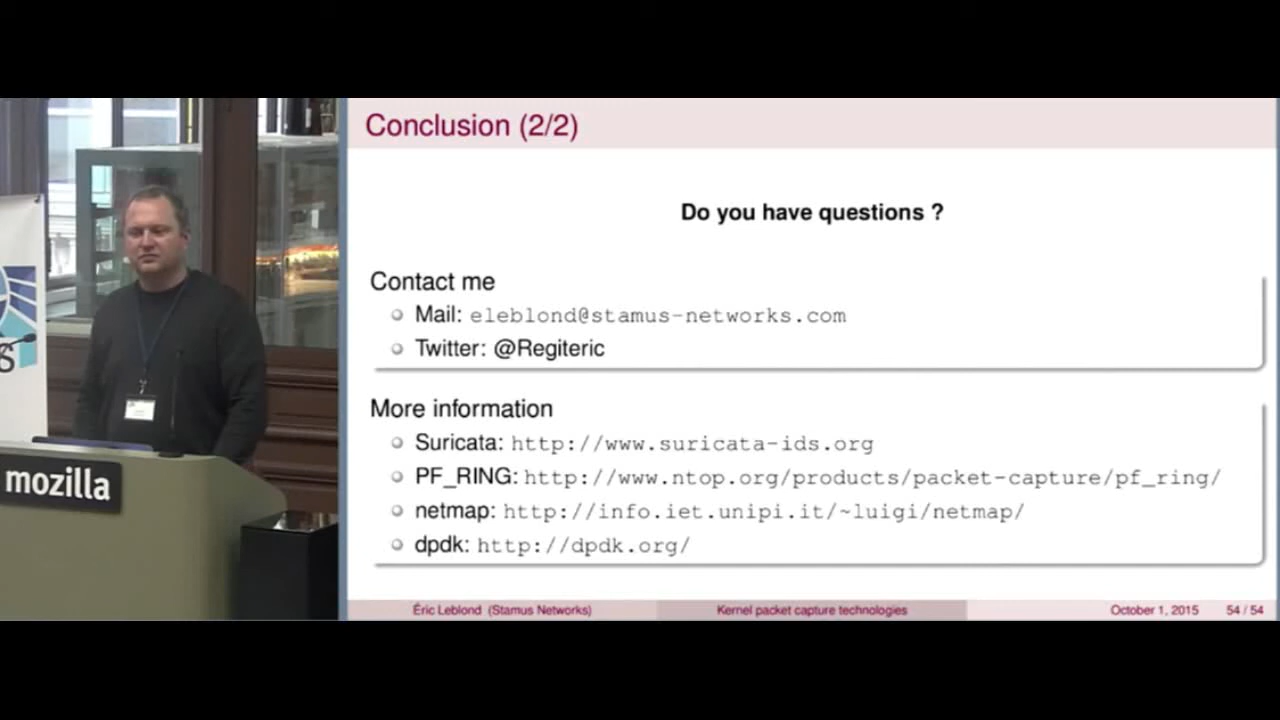 Conclusion (2/2)
Do you have questions ?
Contact me
Mail: eleblond@stamus-networks.com
Twitter: @Regiteric
More information
Suricata: http://www.suricata-ids.org
PF_RING: http://www.ntop.org/products/packet-capture/pf_ring/
netmap: http://info.iet.unipi.it/~luigi/netmap/
dpdk: http://dpdk.org/
Éric Leblond (Stamus Networks) Kernel packet capture technologies October 1, 2015 54 / 54
mozilla